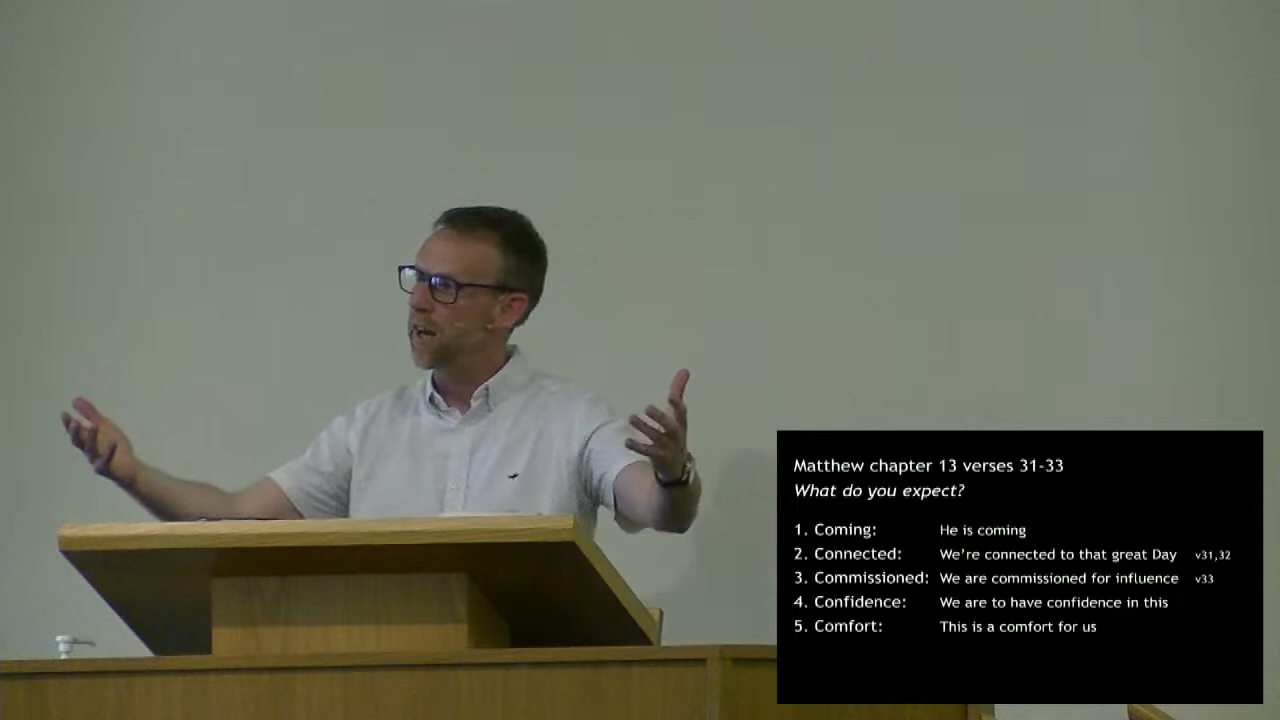 Matthew chapter 13 verses 31-33
What do you expect?
1. Coming: He is coming
2. Connected: We're connected to that great Day v31,32
3. Commissioned: We are commissioned for influence v33
4. Confidence: We are to have confidence in this
5. Comfort: This is a comfort for us